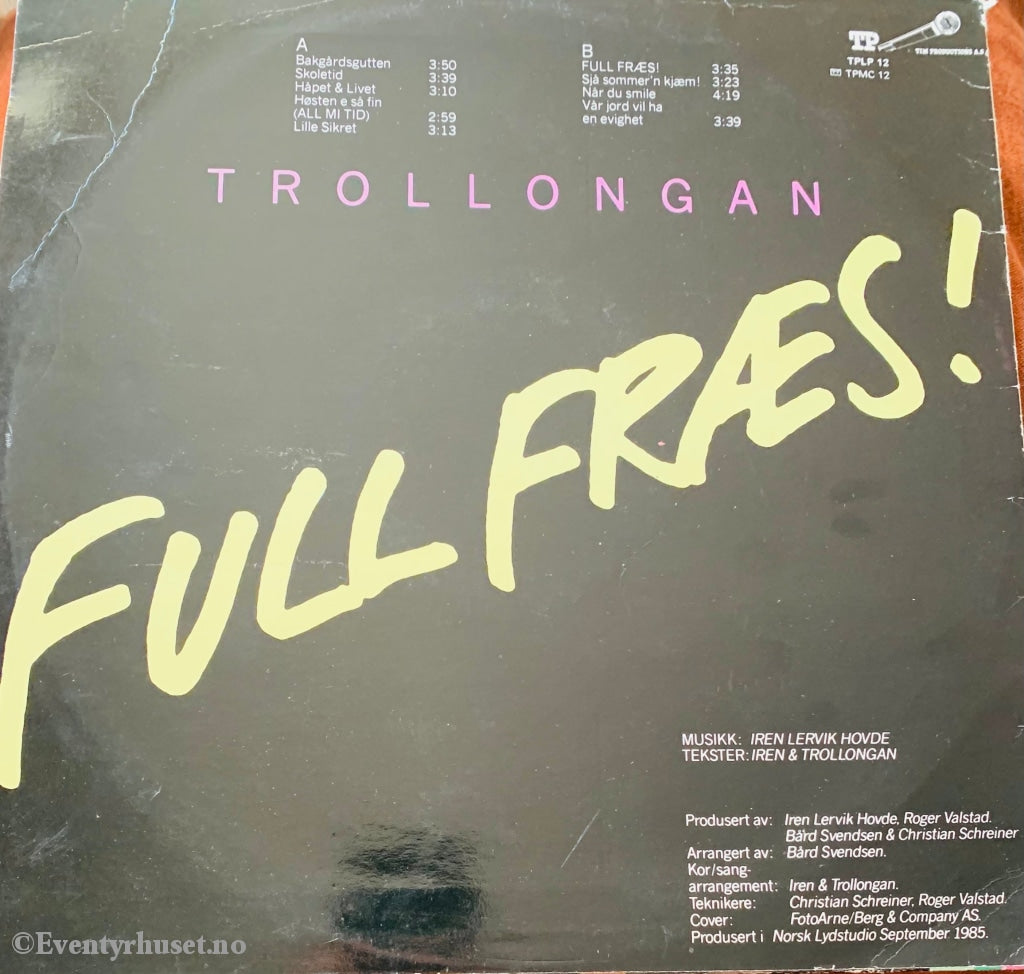 A
Bakgårdsgutten 3:50
Skoletid 3:39
Håpet & Livet 3:10
Høsten e så fin
(ALL MI TID) 2:59
Lille Sikret 3:13
B
FULL FRÆS! 3:35
Sjå sommer'n kjæm! 3:23
Når du smile 4:19
Vår jord vil ha
en evighet 3:39
TP
TIM PRODUCTIONS A.S
TPLP 12
TPMC 12
TROLLONGAN
FULL FRÆS!
MUSIKK: IREN LERVIK HOVDE
TEKSTER: IREN & TROLLONGAN
Produsert av: Iren Lervik Hovde, Roger Valstad.
Bård Svendsen & Christian Schreiner
Arrangert av: Bård Svendsen.
Kor/sang-
arrangement: Iren & Trollongan.
Teknikere: Christian Schreiner, Roger Valstad.
Cover: FotoArne/Berg & Company AS.
Produsert i Norsk Lydstudio September 1985.
©Eventyrhuset.no